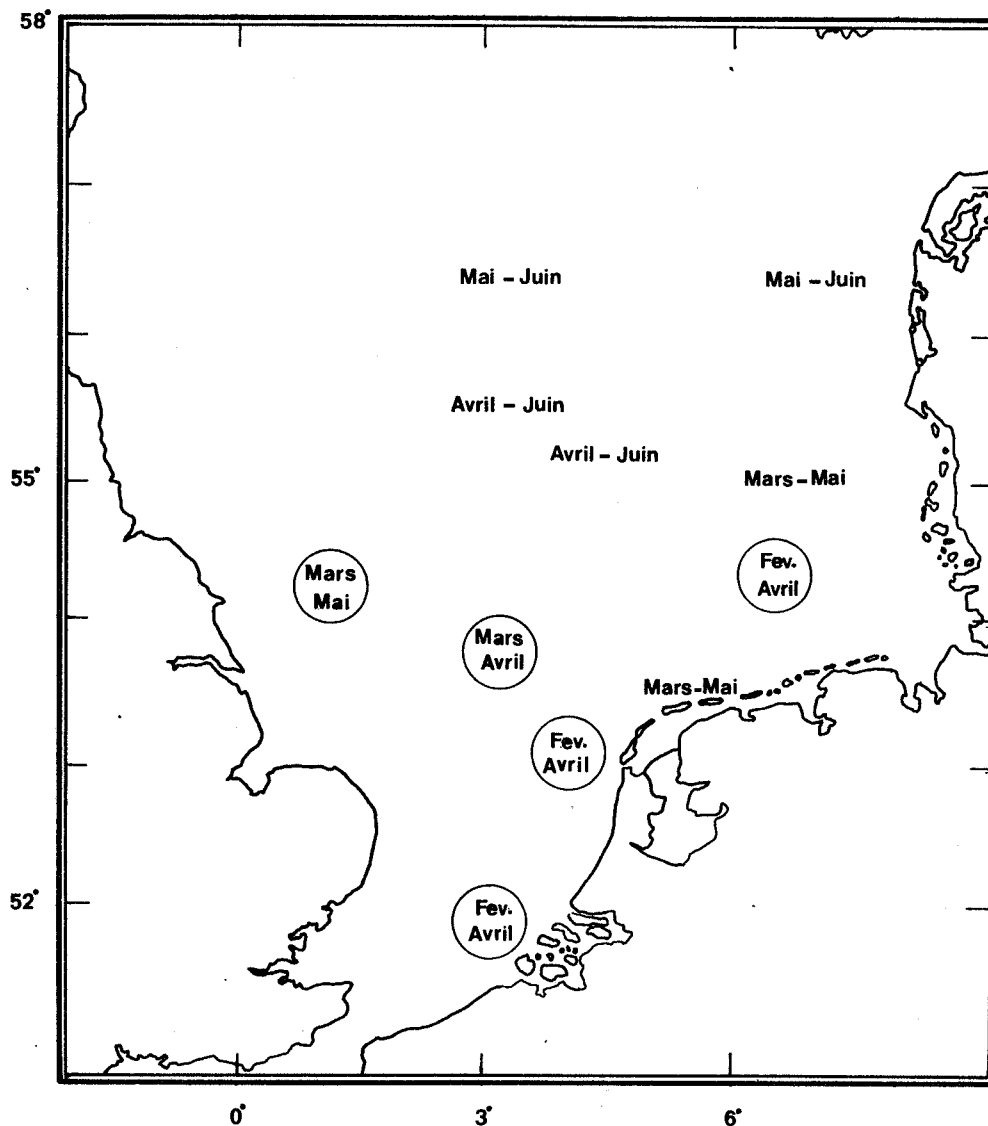 58°
Mai – Juin
Mai – Juin
Avril – Juin
Avril – Juin
55°
Mars – Mai
Mars
Mai
Fev.
Avril
Mars
Avril
Mars-Mai
Fev.
Avril
52°
Fev.
Avril
0°
3°
6°